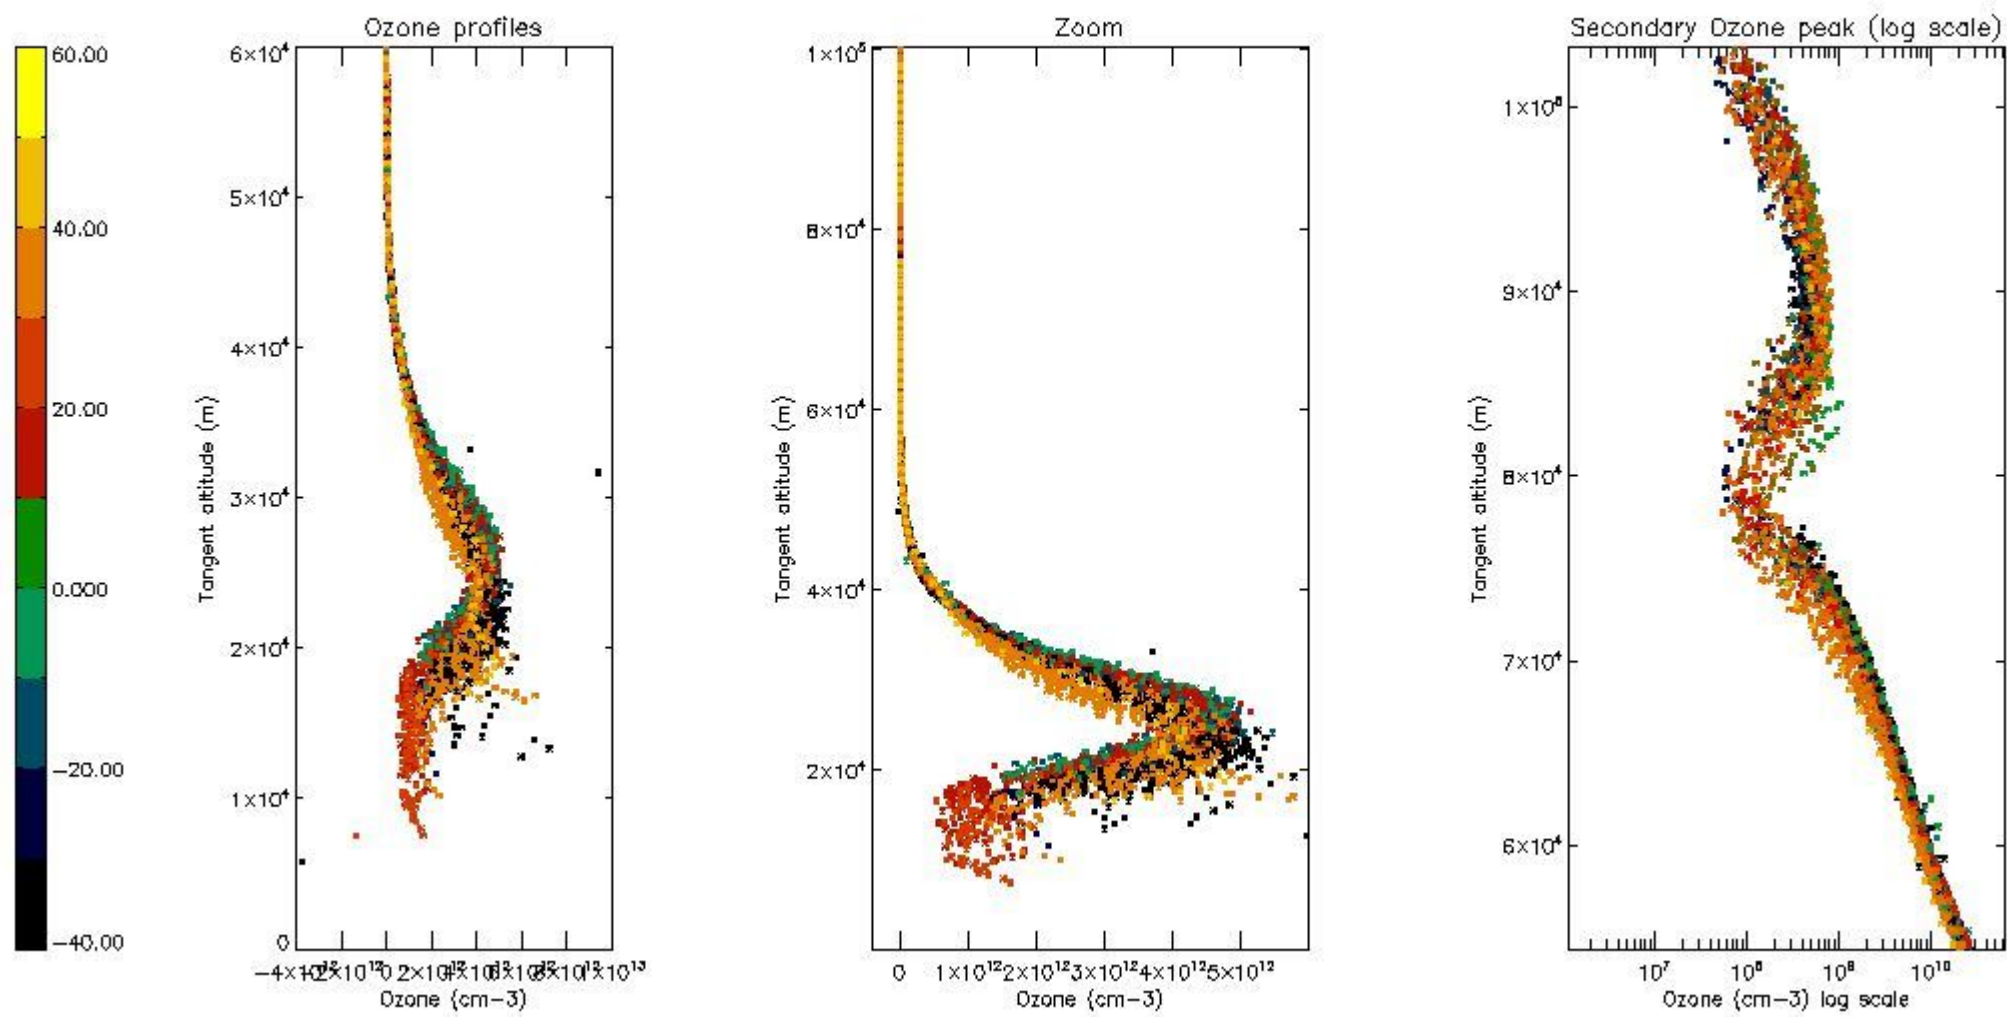 Ozone profiles
Zoom
Secondary Ozone peak (log scale)
60.00
40.00
20.00
0.000
-20.00
-40.00
Tangent altitude (m)
6×10⁴
5×10⁴
4×10⁴
3×10⁴
2×10⁴
1×10⁴
0
Ozone (cm-3)
Tangent altitude (m)
1×10⁵
8×10⁴
6×10⁴
4×10⁴
2×10⁴
0 1×10¹² 2×10¹² 3×10¹² 4×10¹² 5×10¹²
Ozone (cm-3)
Tangent altitude (m)
1×10⁵
9×10⁴
8×10⁴
7×10⁴
6×10⁴
10⁷ 10⁸ 10⁹ 10¹⁰
Ozone (cm-3) log scale